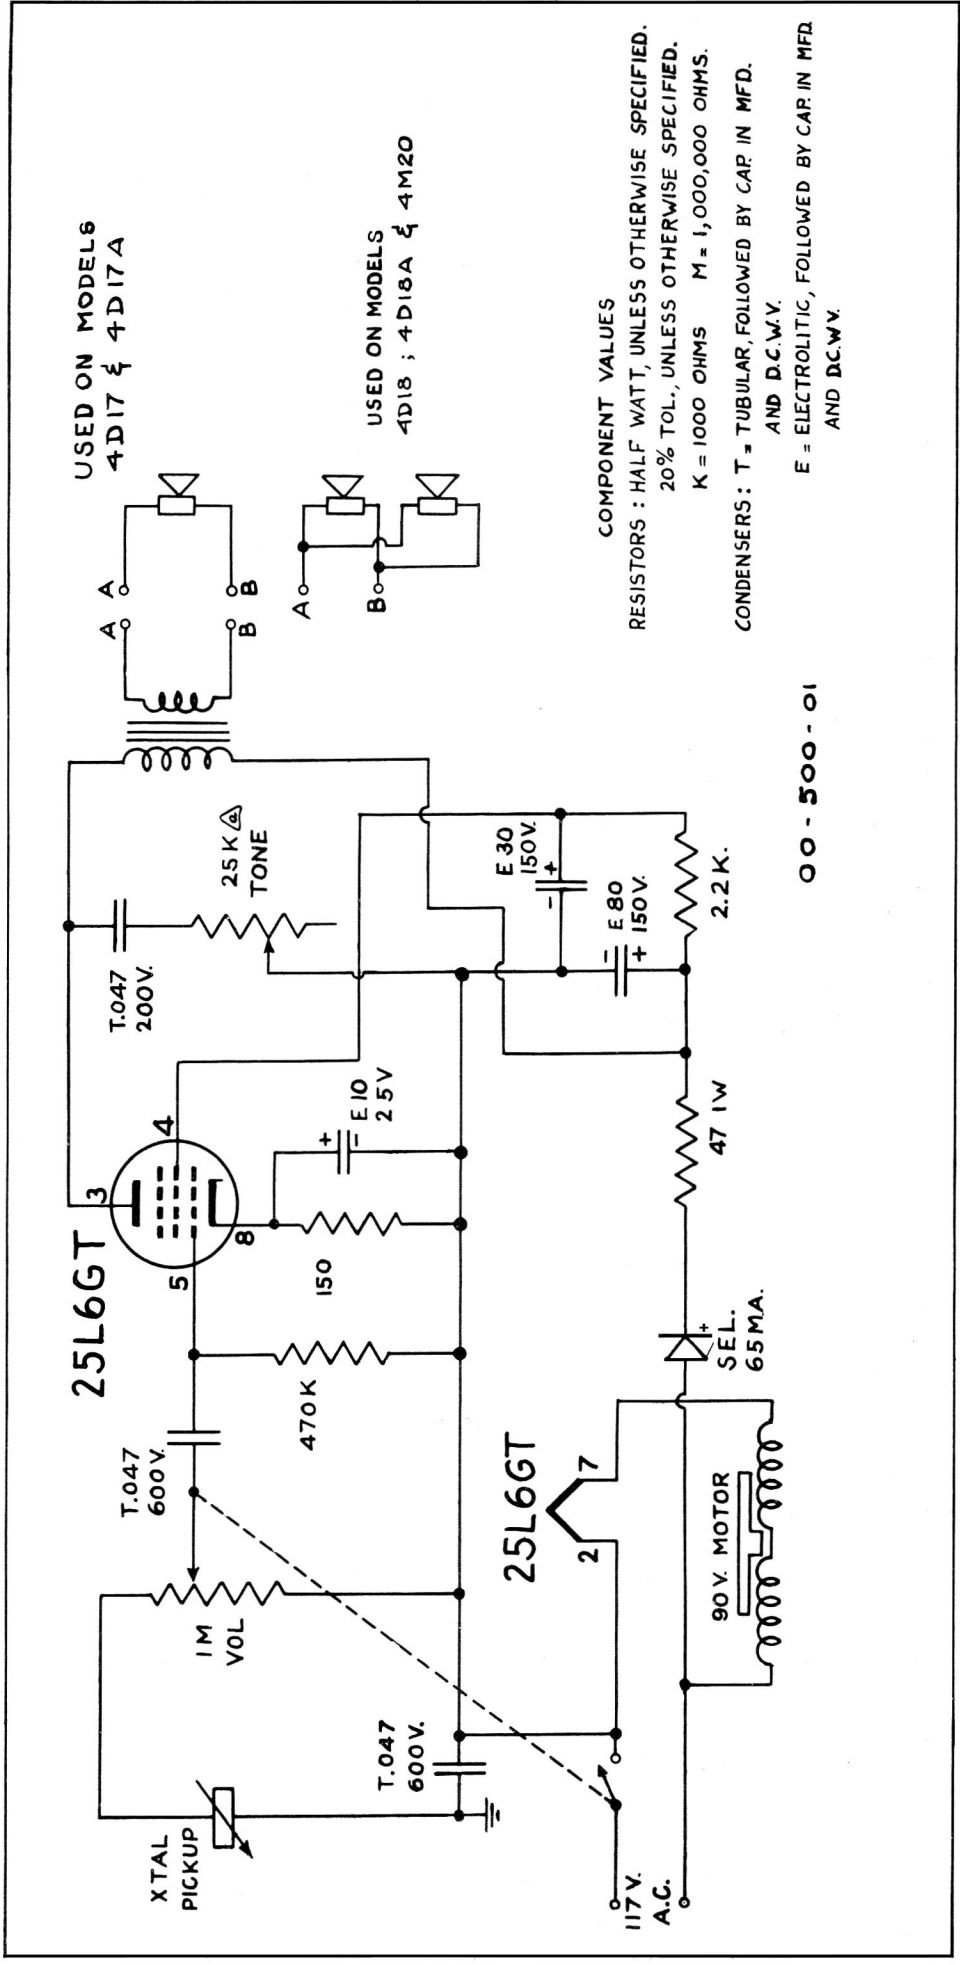 USED ON MODELS
4D17 & 4D17A
USED ON MODELS
4D18 ; 4D18A & 4M20
A
A
B
B
A
B
25L6GT
3
4
5
8
T.047
200V.
25K a
TONE
T.047
600V.
470K
150
E 10
25V
E 30
150V.
+
-
E 80
150V.
-
+
2.2K.
47 1W
XTAL
PICKUP
1M
VOL
T.047
600V.
25L6GT
2
7
117V.
A.C.
90V. MOTOR
+
SEL.
65MA.
+
-
COMPONENT VALUES
RESISTORS : HALF WATT, UNLESS OTHERWISE SPECIFIED.
20% TOL., UNLESS OTHERWISE SPECIFIED.
K = 1000 OHMS M = 1,000,000 OHMS.
CONDENSERS : T = TUBULAR, FOLLOWED BY CAP. IN MFD.
AND D.C.W.V.
E = ELECTROLITIC, FOLLOWED BY CAP. IN MFD
AND D.C.W.V.
00-500-01